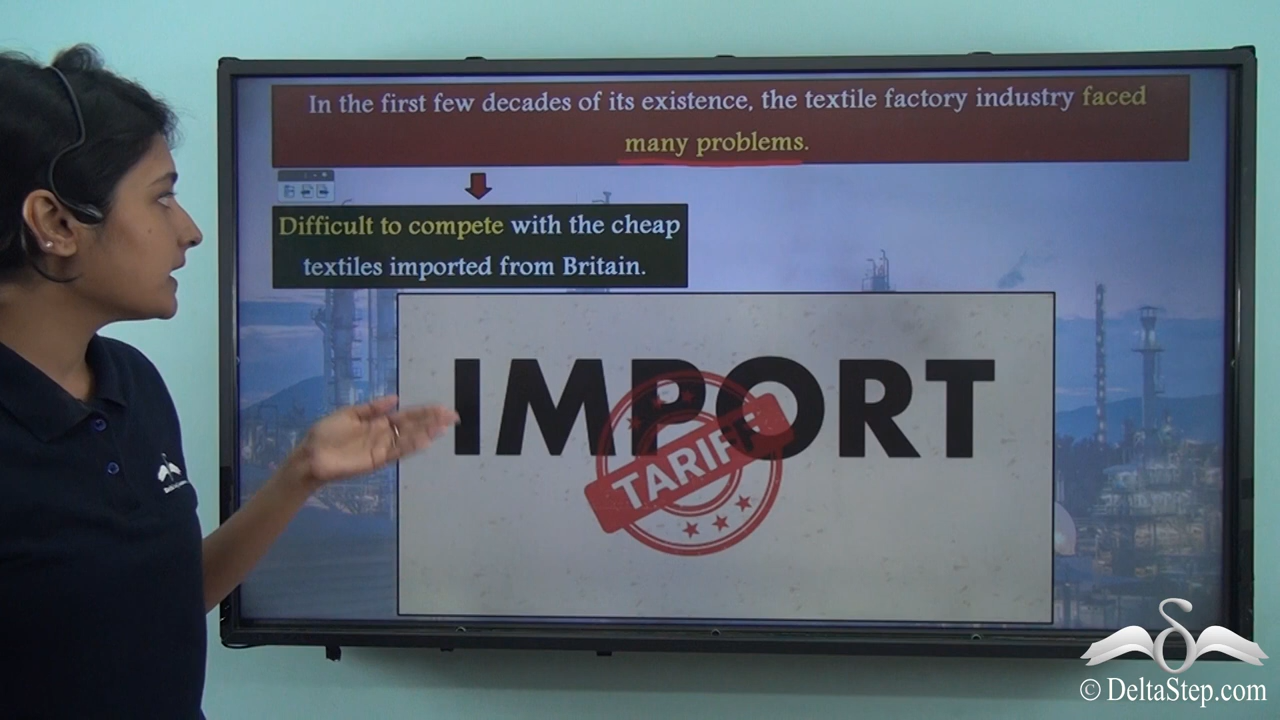 In the first few decades of its existence, the textile factory industry faced
many problems.
Difficult to compete with the cheap
textiles imported from Britain.
IMPORT
TARIFF
© DeltaStep.com